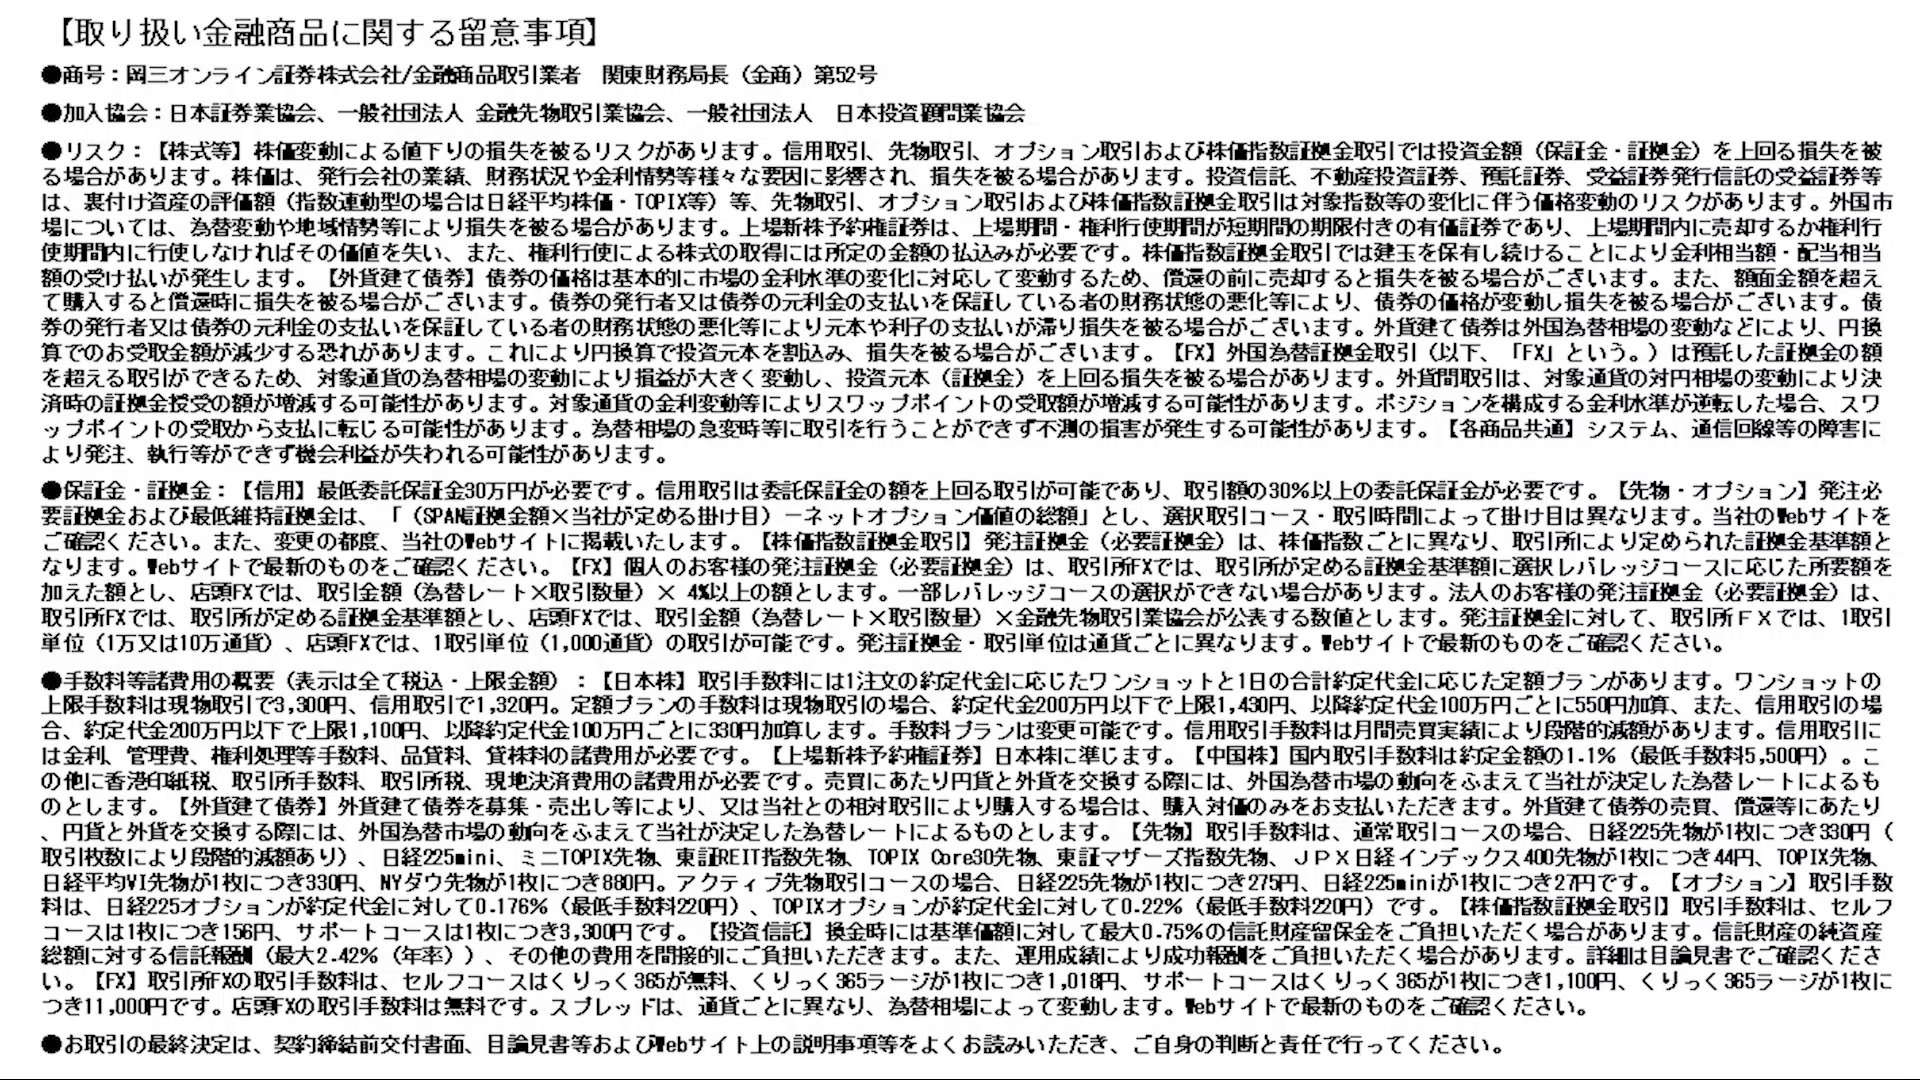 【取り扱い金融商品に関する留意事項】
●商号：岡三オンライン証券株式会社/金融商品取引業者　関東財務局長（金商）第52号
●加入協会：日本証券業協会、一般社団法人 金融先物取引業協会、一般社団法人　日本投資顧問業協会
●リスク：【株式等】株価変動による値下りの損失を被るリスクがあります。信用取引、先物取引、オプション取引および株価指数証拠金取引では投資金額（保証金・証拠金）を上回る損失を被
る場合があります。株価は、発行会社の業績、財務状況や金利情勢等様々な要因に影響され、損失を被る場合があります。投資信託、不動産投資証券、預託証券、受益証券発行信託の受益証券等
は、裏付け資産の評価額（指数連動型の場合は日経平均株価・TOPIX等）等、先物取引、オプション取引および株価指数証拠金取引は対象指数等の変化に伴う価格変動のリスクがあります。外国市
場については、為替変動や地域情勢等により損失を被る場合があります。上場新株予約権証券は、上場期間・権利行使期間が短期間の期限付きの有価証券であり、上場期間内に売却するか権利行
使期間内に行使しなければその価値を失い、また、権利行使による株式の取得には所定の金額の払込みが必要です。株価指数証拠金取引では建玉を保有し続けることにより金利相当額・配当相当
額の受け払いが発生します。【外貨建て債券】債券の価格は基本的に市場の金利水準の変化に対応して変動するため、償還の前に売却すると損失を被る場合がございます。また、額面金額を超え
て購入すると償還時に損失を被る場合がございます。債券の発行者又は債券の元利金の支払いを保証している者の財務状態の悪化等により、債券の価格が変動し損失を被る場合がございます。債
券の発行者又は債券の元利金の支払いを保証している者の財務状態の悪化等により元本や利子の支払いが滞り損失を被る場合がございます。外貨建て債券は外国為替相場の変動などにより、円換
算でのお受取金額が減少する恐れがあります。これにより円換算で投資元本を割込み、損失を被る場合がございます。【FX】外国為替証拠金取引（以下、「FX」という。）は預託した証拠金の額
を超える取引ができるため、対象通貨の為替相場の変動により損益が大きく変動し、投資元本（証拠金）を上回る損失を被る場合があります。外貨間取引は、対象通貨の対円相場の変動により決
済時の証拠金授受の額が増減する可能性があります。対象通貨の金利変動等によりスワップポイントの受取額が増減する可能性があります。ポジションを構成する金利水準が逆転した場合、スワ
ップポイントの受取から支払に転じる可能性があります。為替相場の急変時等に取引を行うことができず不測の損害が発生する可能性があります。【各商品共通】システム、通信回線等の障害に
より発注、執行等ができず機会利益が失われる可能性があります。
●保証金・証拠金：【信用】最低委託保証金30万円が必要です。信用取引は委託保証金の額を上回る取引が可能であり、取引額の30%以上の委託保証金が必要です。【先物・オプション】発注必
要証拠金および最低維持証拠金は、「（SPAN証拠金額×当社が定める掛け目）－ネットオプション価値の総額」とし、選択取引コース・取引時間によって掛け目は異なります。当社のWebサイトを
ご確認ください。また、変更の都度、当社のWebサイトに掲載いたします。【株価指数証拠金取引】発注証拠金（必要証拠金）は、株価指数ごとに異なり、取引所により定められた証拠金基準額と
なります。Webサイトで最新のものをご確認ください。【FX】個人のお客様の発注証拠金（必要証拠金）は、取引所FXでは、取引所が定める証拠金基準額に選択レバレッジコースに応じた所要額を
加えた額とし、店頭FXでは、取引金額（為替レート×取引数量）× 4%以上の額とします。一部レバレッジコースの選択ができない場合があります。法人のお客様の発注証拠金（必要証拠金）は、
取引所FXでは、取引所が定める証拠金基準額とし、店頭FXでは、取引金額（為替レート×取引数量）×金融先物取引業協会が公表する数値とします。発注証拠金に対して、取引所ＦＸでは、1取引
単位（1万又は10万通貨）、店頭FXでは、1取引単位（1,000通貨）の取引が可能です。発注証拠金・取引単位は通貨ごとに異なります。Webサイトで最新のものをご確認ください。
●手数料等諸費用の概要（表示は全て税込・上限金額）：【日本株】取引手数料には1注文の約定代金に応じたワンショットと1日の合計約定代金に応じた定額プランがあります。ワンショットの
上限手数料は現物取引で3,300円、信用取引で1,320円。定額プランの手数料は現物取引の場合、約定代金200万円以下で上限1,430円、以降約定代金100万円ごとに550円加算、また、信用取引の場
合、約定代金200万円以下で上限1,100円、以降約定代金100万円ごとに330円加算します。手数料プランは変更可能です。信用取引手数料は月間売買実績により段階的減額があります。信用取引に
は金利、管理費、権利処理等手数料、品貸料、貸株料の諸費用が必要です。【上場新株予約権証券】日本株に準じます。【中国株】国内取引手数料は約定金額の1.1%（最低手数料5,500円）。こ
の他に香港印紙税、取引所手数料、取引所税、現地決済費用の諸費用が必要です。売買にあたり円貨と外貨を交換する際には、外国為替市場の動向をふまえて当社が決定した為替レートによるも
のとします。【外貨建て債券】外貨建て債券を募集・売出し等により、又は当社との相対取引により購入する場合は、購入対価のみをお支払いただきます。外貨建て債券の売買、償還等にあたり
、円貨と外貨を交換する際には、外国為替市場の動向をふまえて当社が決定した為替レートによるものとします。【先物】取引手数料は、通常取引コースの場合、日経225先物が1枚につき330円（
取引枚数により段階的減額あり）、日経225mini、ミニTOPIX先物、東証REIT指数先物、TOPIX Core30先物、東証マザーズ指数先物、ＪＰＸ日経インデックス400先物が1枚につき44円、TOPIX先物、
日経平均VI先物が1枚につき330円、NYダウ先物が1枚につき880円。アクティブ先物取引コースの場合、日経225先物が1枚につき275円、日経225miniが1枚につき27円です。【オプション】取引手数
料は、日経225オプションが約定代金に対して0.176%（最低手数料220円）、TOPIXオプションが約定代金に対して0.22%（最低手数料220円）です。【株価指数証拠金取引】取引手数料は、セルフ
コースは1枚につき156円、サポートコースは1枚につき3,300円です。【投資信託】換金時には基準価額に対して最大0.75%の信託財産留保金をご負担いただく場合があります。信託財産の純資産
総額に対する信託報酬（最大2.42%（年率））、その他の費用を間接的にご負担いただきます。また、運用成績により成功報酬をご負担いただく場合があります。詳細は目論見書でご確認くださ
い。【FX】取引所FXの取引手数料は、セルフコースはくりっく365が無料、くりっく365ラージが1枚につき1,018円、サポートコースはくりっく365が1枚につき1,100円、くりっく365ラージが1枚に
つき11,000円です。店頭FXの取引手数料は無料です。スプレッドは、通貨ごとに異なり、為替相場によって変動します。Webサイトで最新のものをご確認ください。
●お取引の最終決定は、契約締結前交付書面、目論見書等およびWebサイト上の説明事項等をよくお読みいただき、ご自身の判断と責任で行ってください。